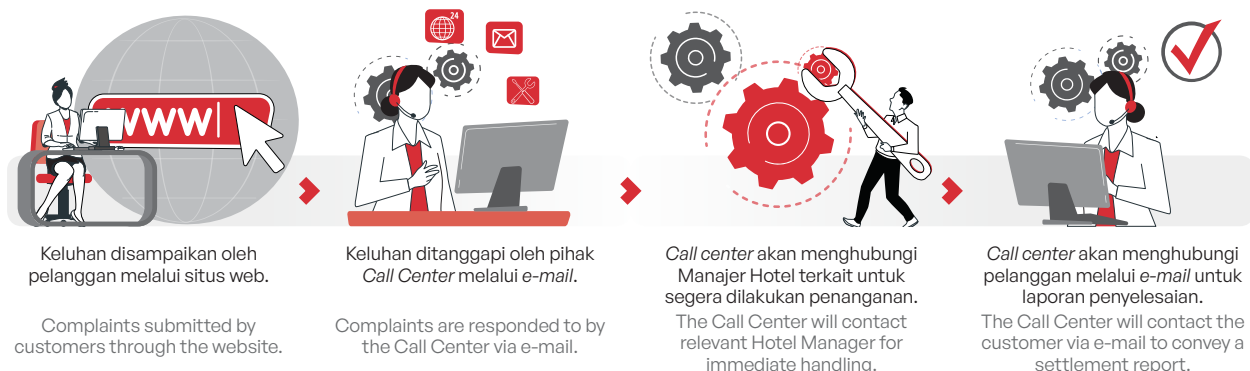 24
WWW
Keluhan disampaikan oleh
pelanggan melalui situs web.
Complaints submitted by
customers through the website.
Keluhan ditanggapi oleh pihak
Call Center melalui e-mail.
Complaints are responded to by
the Call Center via e-mail.
Call center akan menghubungi
Manajer Hotel terkait untuk
segera dilakukan penanganan.
The Call Center will contact
relevant Hotel Manager for
immediate handling.
Call center akan menghubungi
pelanggan melalui e-mail untuk
laporan penyelesaian.
The Call Center will contact the
customer via e-mail to convey a
settlement report.